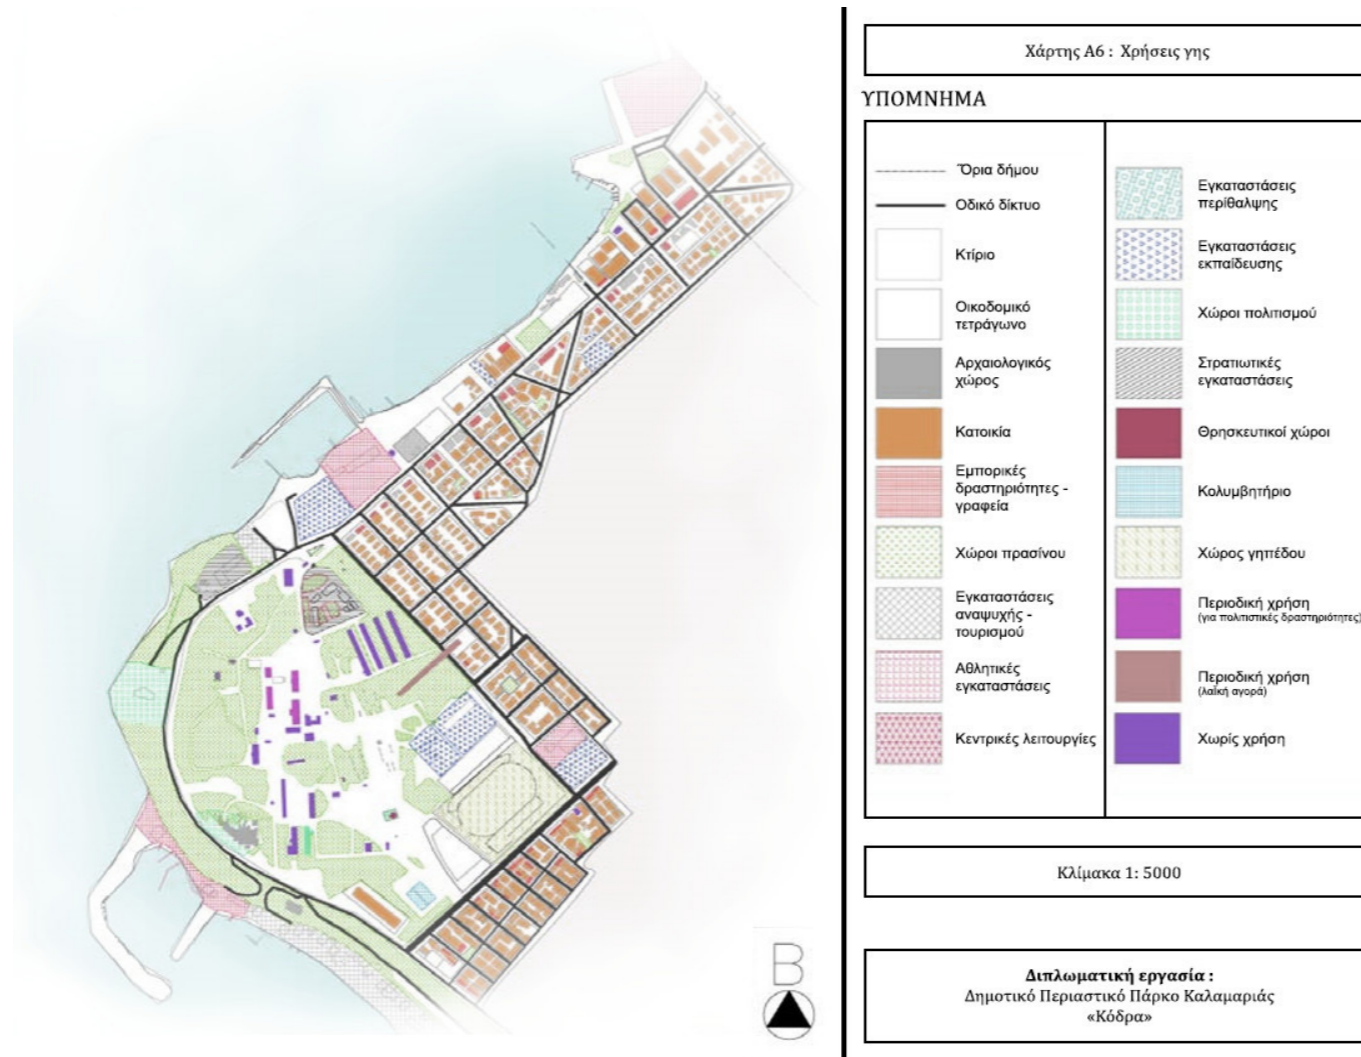 Χάρτης Α6 : Χρήσεις γης
ΥΠΟΜΝΗΜΑ
Όρια δήμου
Οδικό δίκτυο
Κτίριο
Οικοδομικό
τετράγωνο
Αρχαιολογικός
χώρος
Κατοικία
Εμπορικές
δραστηριότητες -
γραφεία
Χώροι πρασίνου
Εγκαταστάσεις
αναψυχής -
τουρισμού
Αθλητικές
εγκαταστάσεις
Κεντρικές λειτουργίες
Εγκαταστάσεις
περίθαλψης
Εγκαταστάσεις
εκπαίδευσης
Χώροι πολιτισμού
Στρατιωτικές
εγκαταστάσεις
Θρησκευτικοί χώροι
Κολυμβητήριο
Χώρος γηπέδου
Περιοδική χρήση
(για πολιτιστικές δραστηριότητες)
Περιοδική χρήση
(λαϊκή αγορά)
Χωρίς χρήση
Κλίμακα 1: 5000
Διπλωματική εργασία :
Δημοτικό Περιαστικό Πάρκο Καλαμαριάς
«Κόδρα»
Β